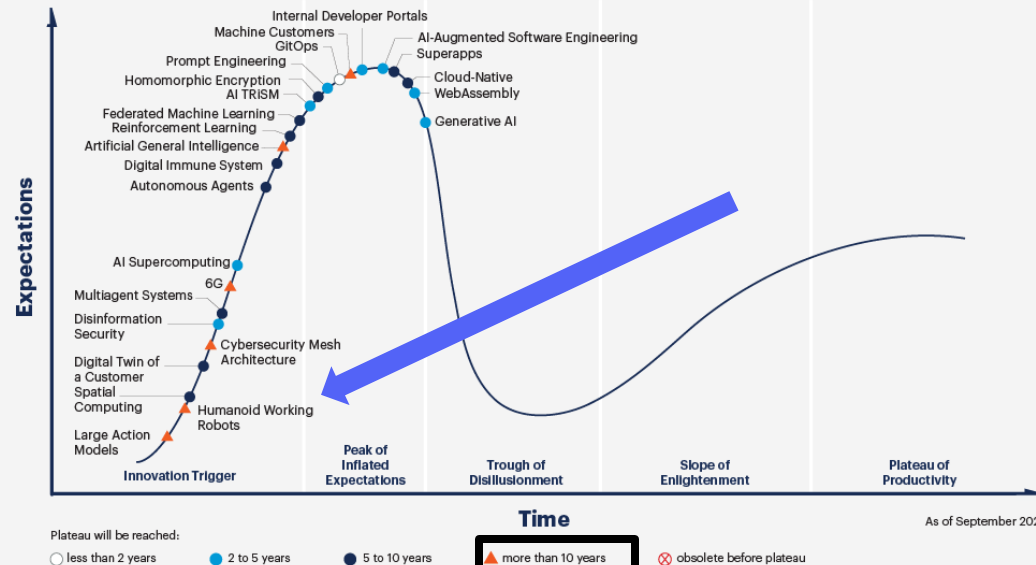 Internal Developer Portals
Machine Customers
AI-Augmented Software Engineering
GitOps
Superapps
Prompt Engineering
Cloud-Native
Homomorphic Encryption
WebAssembly
AI TRiSM
Federated Machine Learning
Generative AI
Reinforcement Learning
Artificial General Intelligence
Digital Immune System
Autonomous Agents
Expectations
AI Supercomputing
6G
Multiagent Systems
Disinformation
Security
Cybersecurity Mesh
Architecture
Digital Twin of
a Customer
Spatial
Computing
Humanoid Working
Robots
Large Action
Models
Innovation Trigger
Peak of
Inflated
Expectations
Trough of
Disillusionment
Slope of
Enlightenment
Plateau of
Productivity
Time
As of September
Plateau will be reached:
less than 2 years
2 to 5 years
5 to 10 years
more than 10 years
obsolete before plateau